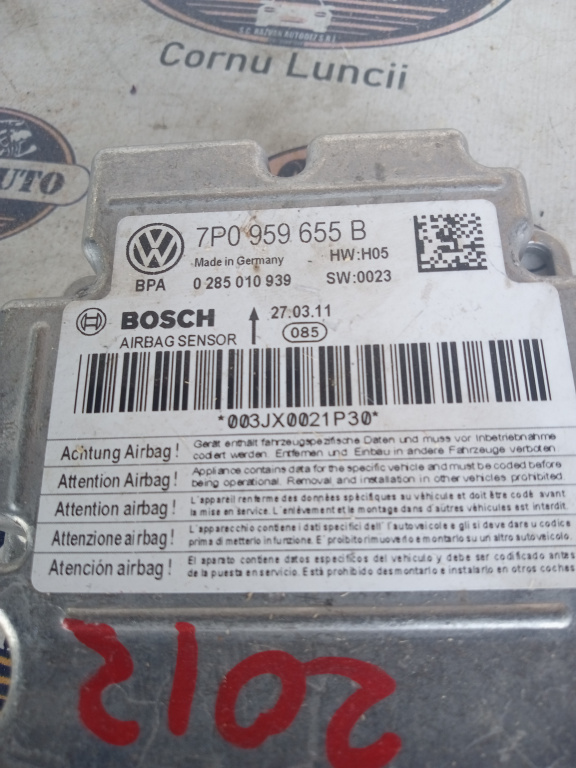 S.C. RAZVEN AUTODEZ S.R.L
Cornu Luncii
AUTO
7P0 959 655 B
Made in Germany HW:H05
BPA 0 285 010 939 SW:0023
BOSCH 27.03.11
AIRBAG SENSOR 085
*003JX0021P30*
Achtung Airbag! Gerät enthält fahrzeugspezifische Daten und muss vor Inbetriebnahme
codert werden. Entfernen und Einbau in andere Fahrzeuge verboten
Attention Airbag! Appliance contains data for the specific vehicle and must be coded before
being operational. Removal and installation in other vehicles prohibited.
Attention airbag! L'appareil renferme des données spécifiques au véhicule et doit être codé avant
la mise en service. L'enlèvement et le montage dans d'autres véhicules est interdit.
Attenzione airbag! L'apparecchio contiene i dati specifici dell' l'autoveicolo e gli si deve dare u codice
prima di metterlo in funzione. E' proibito rimuoverlo e montarlo su un altro autoveicolo.
Atención airbag! El aparato contiene datos específicos del vehículo y debe ser codificado antes
de la puesta en servicio. Está prohibido desmontarlo e instalarlo en otros coches
2012